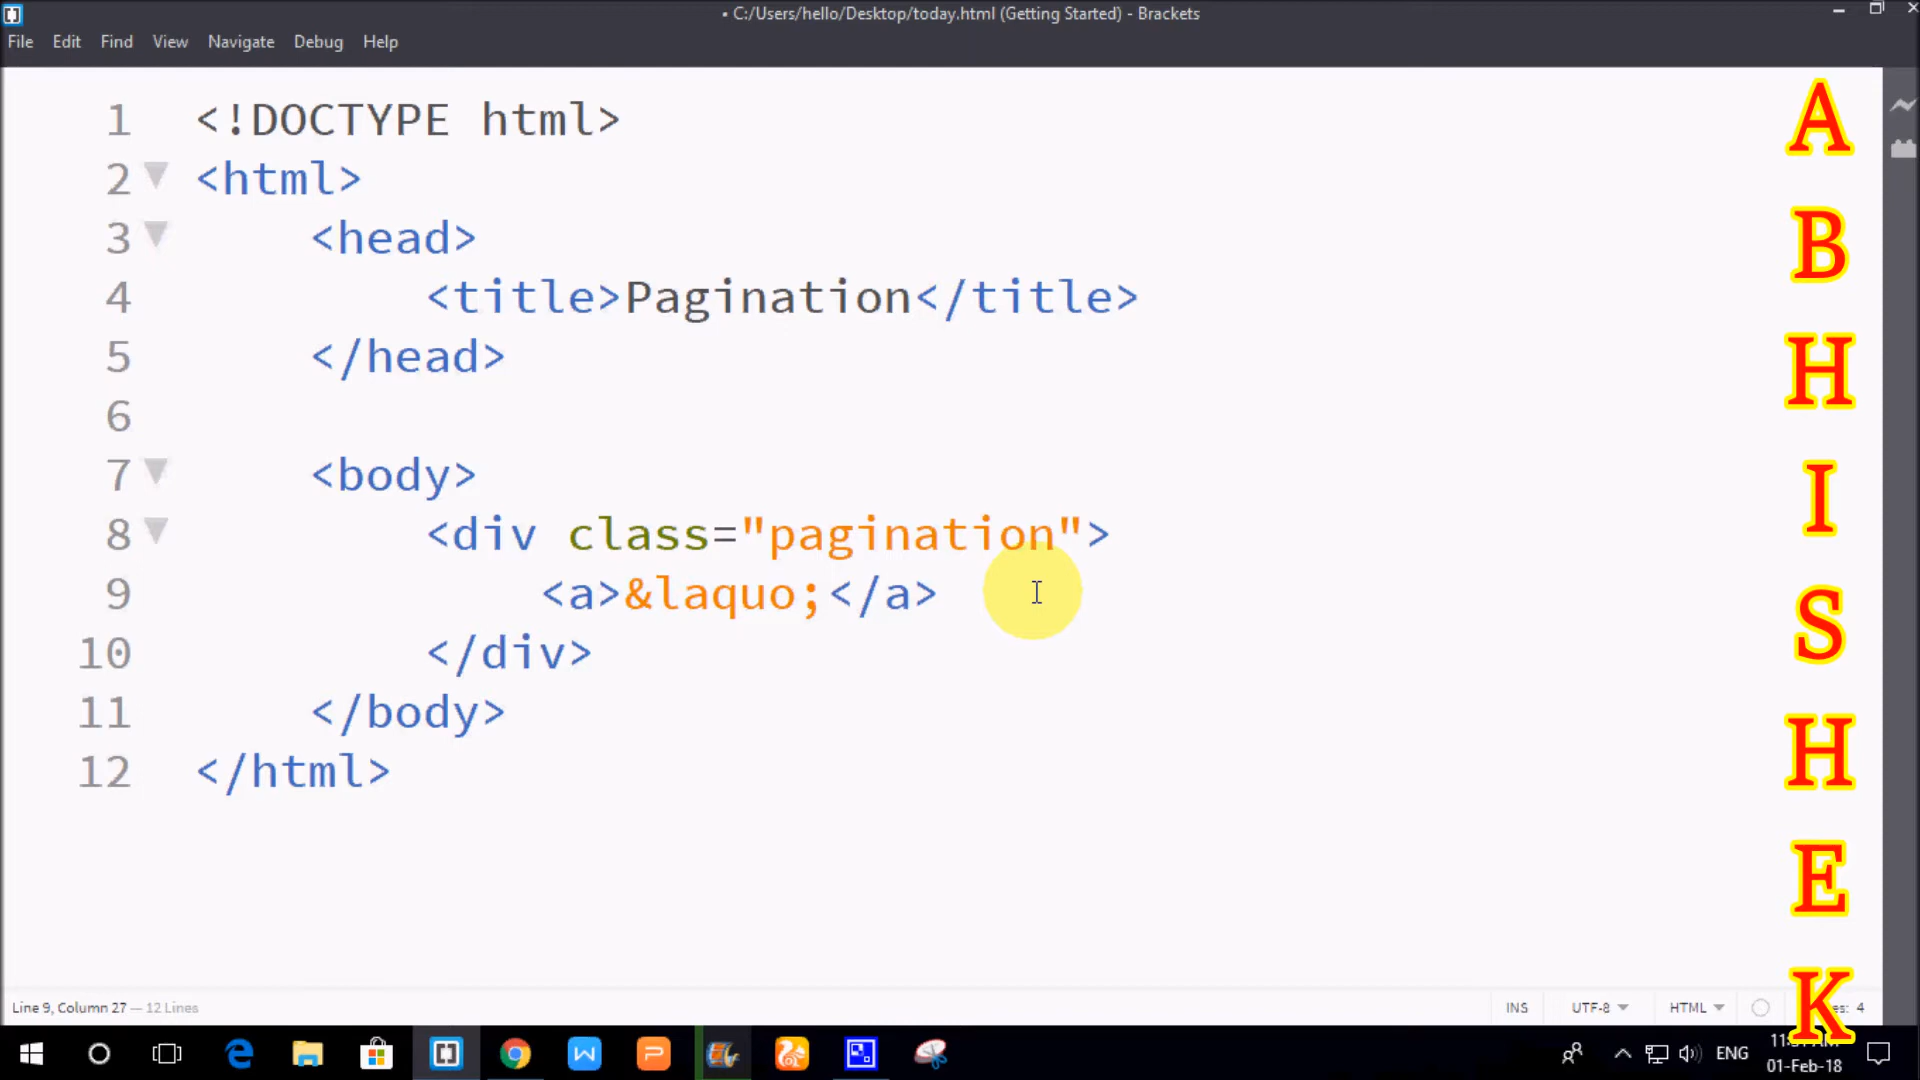 • C:/Users/hello/Desktop/today.html (Getting Started) - Brackets
File Edit Find View Navigate Debug Help
1 <!DOCTYPE html>
2 <html>
3 <head>
4 <title>Pagination</title>
5 </head>
6
7 <body>
8 <div class="pagination">
9 <a>&laquo;</a>
10 </div>
11 </body>
12 </html>
A
B
H
I
S
H
E
K
Line 9, Column 27 — 12 Lines
INS UTF-8 HTML 4
ENG
01-Feb-18